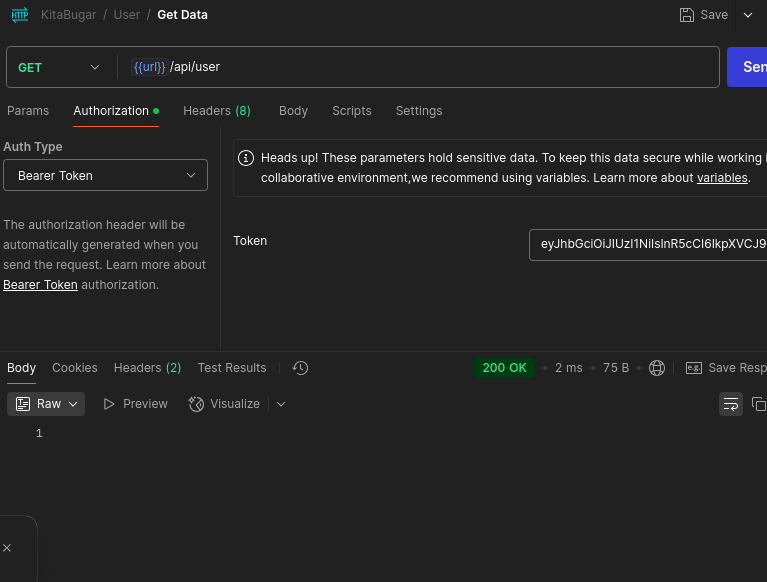 HTTP KitaBugar / User / Get Data Save
GET {{url}} /api/user
Params Authorization Headers (8) Body Scripts Settings
Auth Type
Bearer Token
The authorization header will be
automatically generated when you
send the request. Learn more about
Bearer Token authorization.
Heads up! These parameters hold sensitive data. To keep this data secure while working i
collaborative environment,we recommend using variables. Learn more about variables.
Token
eyJhbGciOiJIUzI1NiIsInR5cCI6IkpXVCJ9
Sen
Body Cookies Headers (2) Test Results 200 OK • 2 ms • 75 B • e.g. Save Resp
Raw Preview Visualize
1